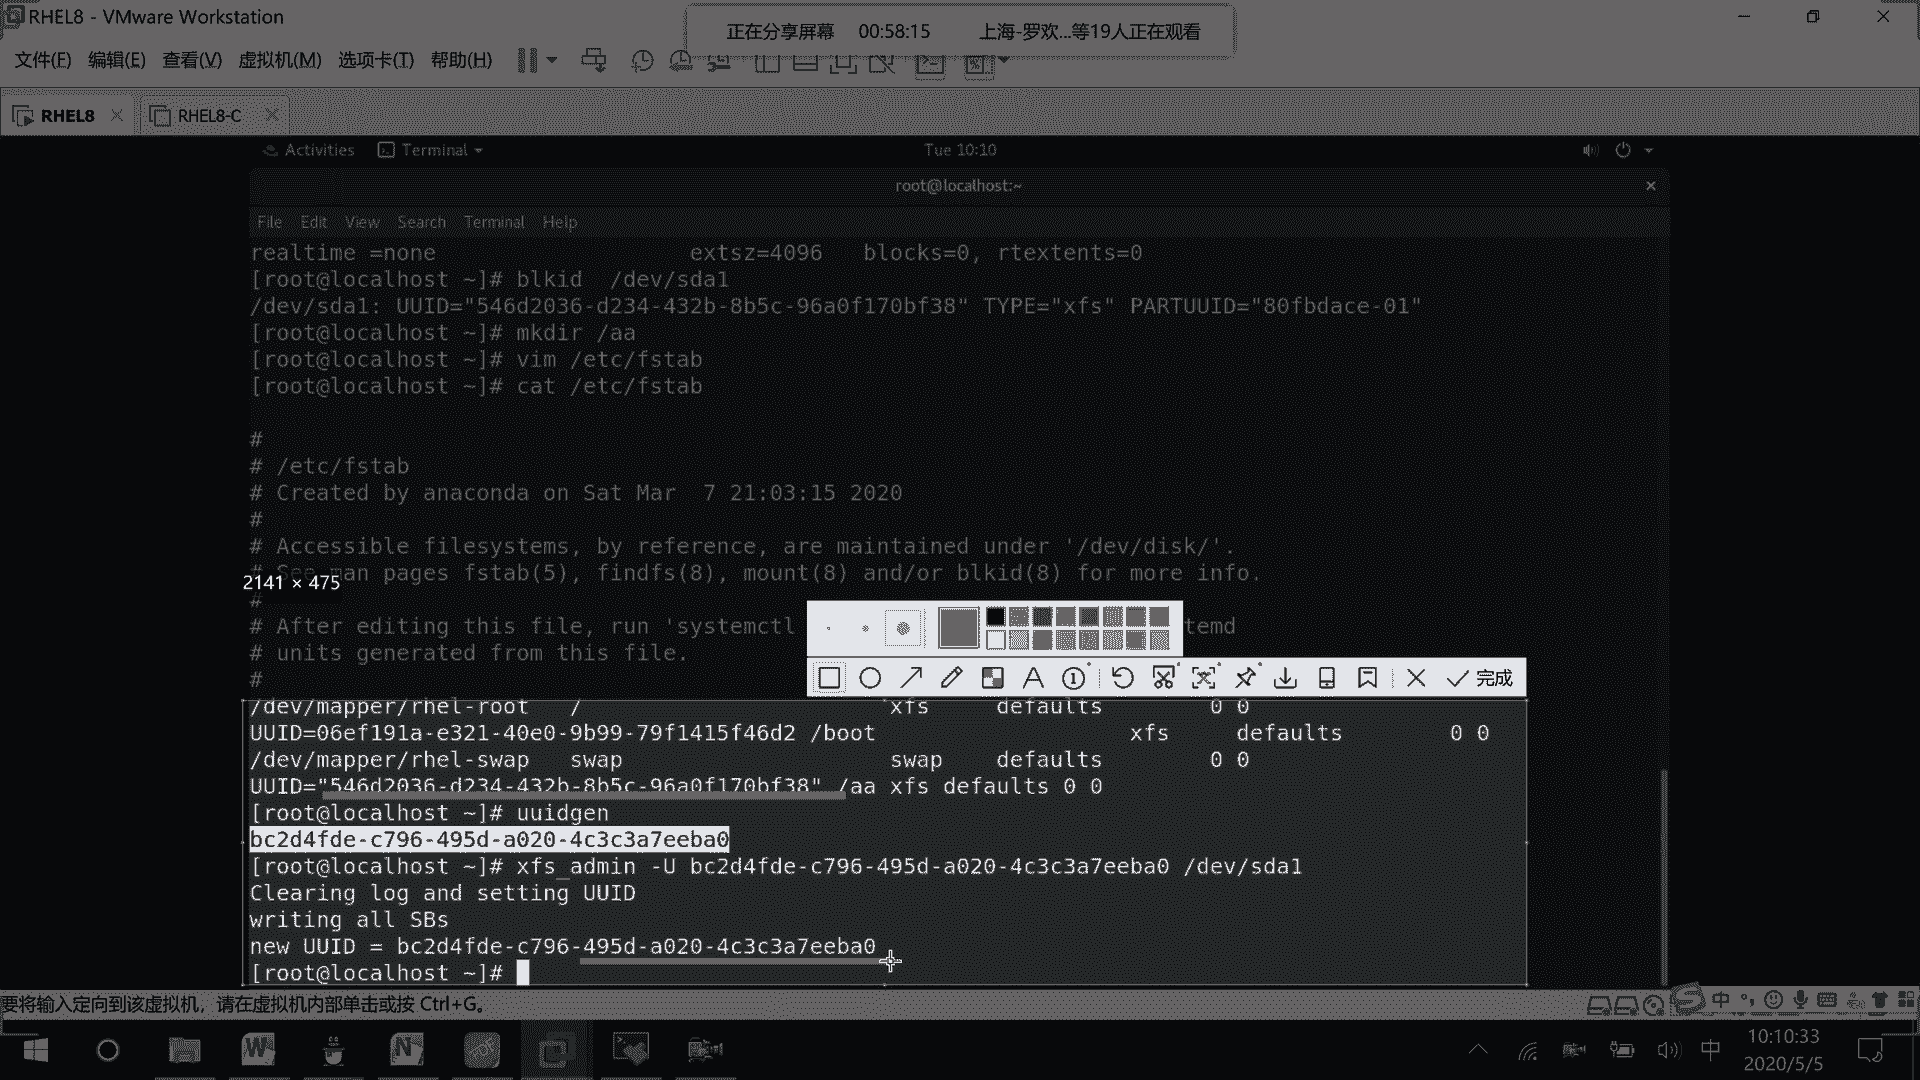 RHEL8 - VMware Workstation
正在分享屏幕 00:58:15 上海-罗欢...等19人正在观看
文件(F) 编辑(E) 查看(V) 虚拟机(M) 选项卡(T) 帮助(H)
RHEL8 RHEL8-C
Activities Terminal Tue 10:10
root@localhost:~
File Edit View Search Terminal Help
realtime =none extsz=4096 blocks=0, rtextents=0
[root@localhost ~]# blkid /dev/sda1
/dev/sda1: UUID="546d2036-d234-432b-8b5c-96a0f170bf38" TYPE="xfs" PARTUUID="80fbdace-01"
[root@localhost ~]# mkdir /aa
[root@localhost ~]# vim /etc/fstab
[root@localhost ~]# cat /etc/fstab
#
# /etc/fstab
# Created by anaconda on Sat Mar 7 21:03:15 2020
#
# Accessible filesystems, by reference, are maintained under '/dev/disk/'.
# See man pages fstab(5), findfs(8), mount(8) and/or blkid(8) for more info.
2141 × 475
#
# After editing this file, run 'systemctl temd
# units generated from this file.
#
完成
/dev/mapper/rhel-root / xfs defaults 0 0
UUID=06ef191a-e321-40e0-9b99-79f1415f46d2 /boot xfs defaults 0 0
/dev/mapper/rhel-swap swap swap defaults 0 0
UUID="546d2036-d234-432b-8b5c-96a0f170bf38" /aa xfs defaults 0 0
[root@localhost ~]# uuidgen
bc2d4fde-c796-495d-a020-4c3c3a7eeba0
[root@localhost ~]# xfs_admin -U bc2d4fde-c796-495d-a020-4c3c3a7eeba0 /dev/sda1
Clearing log and setting UUID
writing all SBs
new UUID = bc2d4fde-c796-495d-a020-4c3c3a7eeba0
[root@localhost ~]#
要将输入定向到该虚拟机，请在虚拟机内部单击或按 Ctrl+G。
中
中 10:10:33
2020/5/5